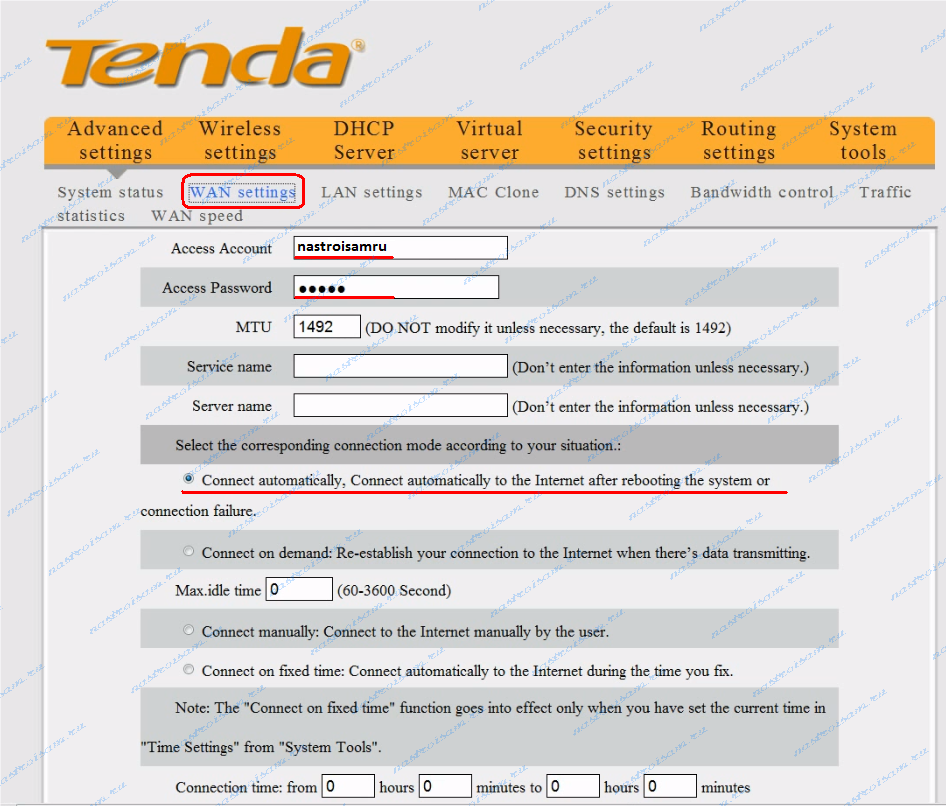 Tenda®
Advanced settings
Wireless settings
DHCP Server
Virtual server
Security settings
Routing settings
System tools
System status WAN settings LAN settings MAC Clone DNS settings Bandwidth control Traffic
statistics WAN speed
Access Account nastroisamru
Access Password ●●●●●
MTU 1492 (DO NOT modify it unless necessary, the default is 1492)
Service name (Don't enter the information unless necessary.)
Server name (Don't enter the information unless necessary.)
Select the corresponding connection mode according to your situation.:
Connect automatically, Connect automatically to the Internet after rebooting the system or
connection failure.
Connect on demand: Re-establish your connection to the Internet when there's data transmitting.
Max.idle time 0 (60-3600 Second)
Connect manually: Connect to the Internet manually by the user.
Connect on fixed time: Connect automatically to the Internet during the time you fix.
Note: The "Connect on fixed time" function goes into effect only when you have set the current time in
"Time Settings" from "System Tools".
Connection time: from 0 hours 0 minutes to 0 hours 0 minutes
nastroisam.ru